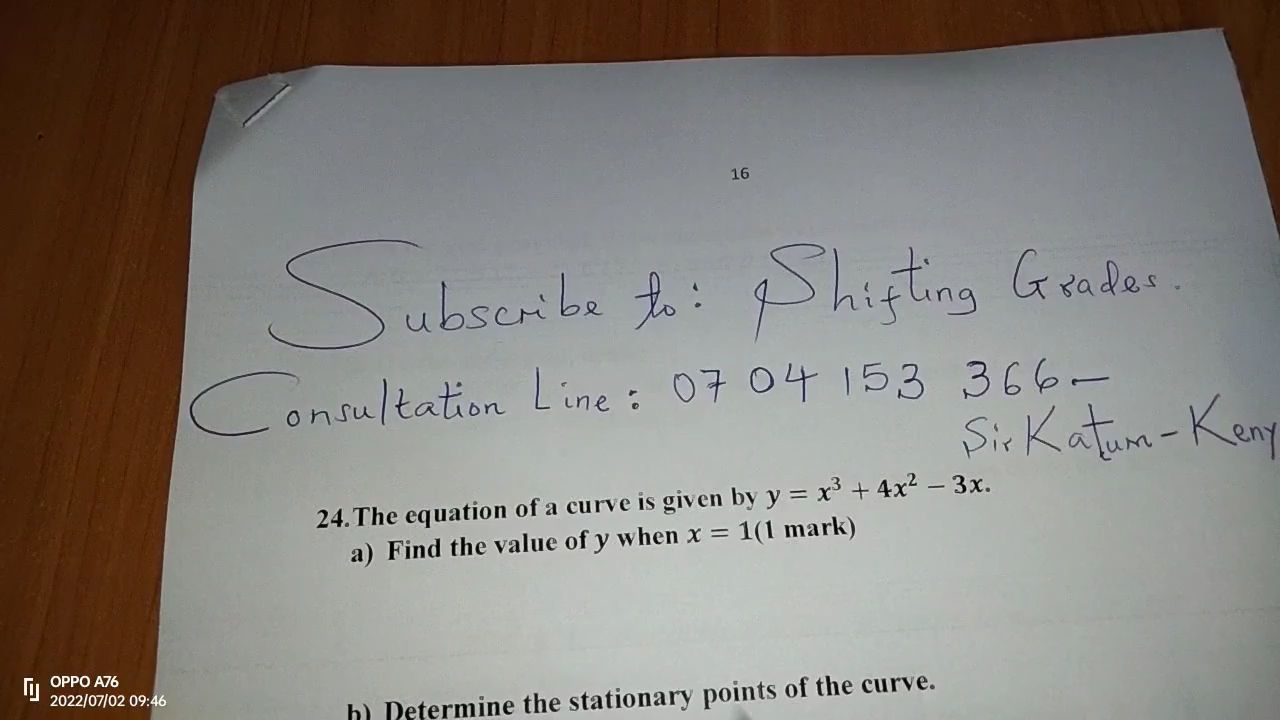 16
Subscribe to: Shifting Grades.
Consultation Line: 0704 153 366-
Sir Katum - Keny
24. The equation of a curve is given by y = x³ + 4x² − 3x.
a) Find the value of y when x = 1(1 mark)
b) Determine the stationary points of the curve.
OPPO A76
2022/07/02 09:46